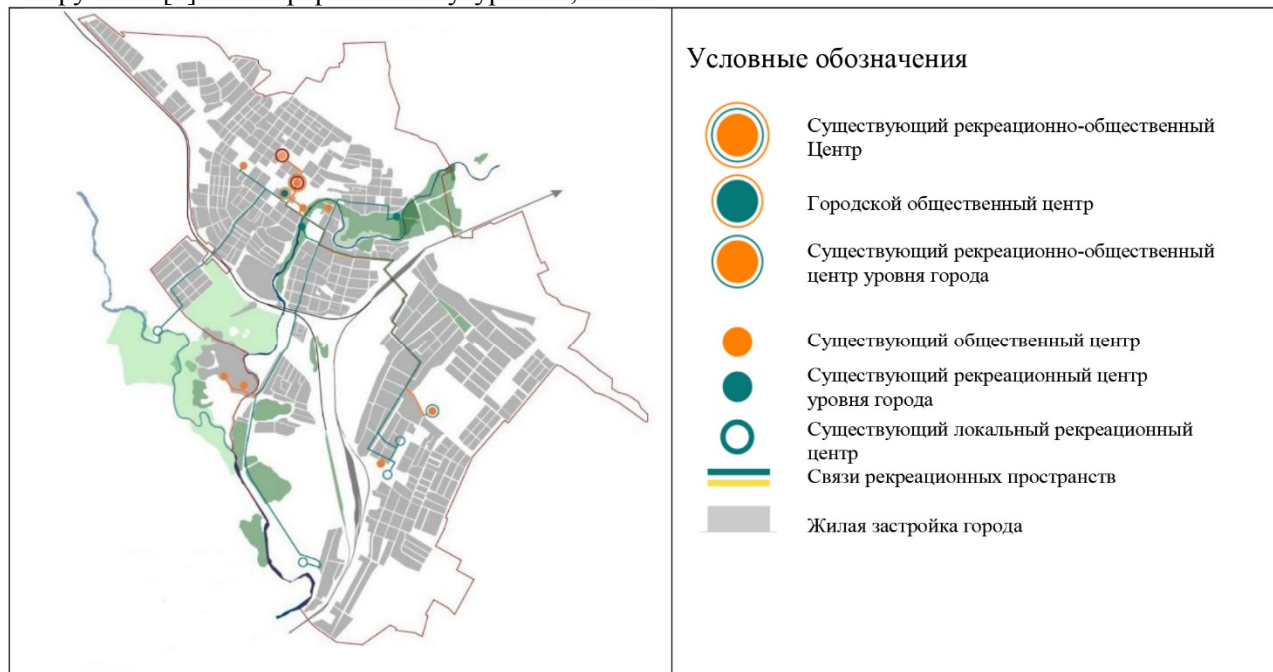 Условные обозначения
Существующий рекреационно-общественный
Центр
Городской общественный центр
Существующий рекреационно-общественный
центр уровня города
Существующий общественный центр
Существующий рекреационный центр
уровня города
Существующий локальный рекреационный
центр
Связи рекреационных пространств
Жилая застройка города